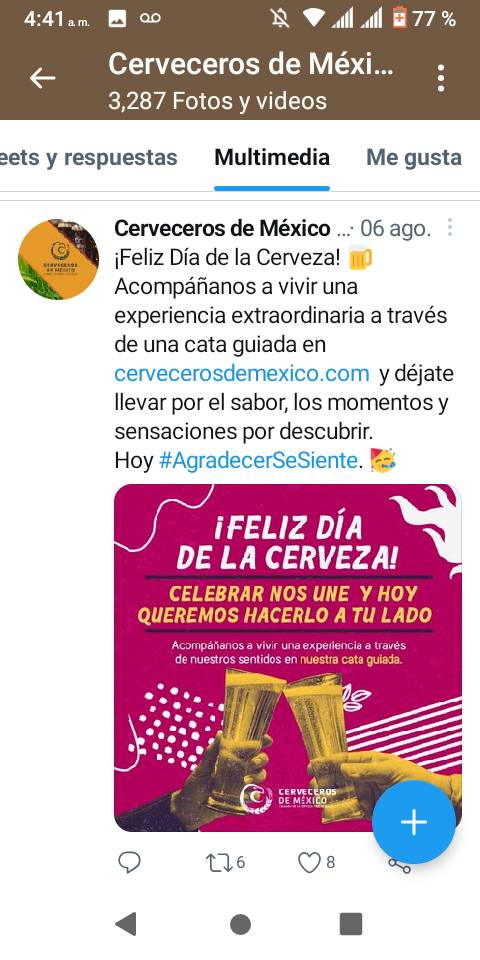 4:41 a.m.
77 %
Cerveceros de Méxi...
3,287 Fotos y videos
eets y respuestas
Multimedia
Me gusta
Cerveceros de México ...· 06 ago.
¡Feliz Día de la Cerveza! 🍺
Acompáñanos a vivir una
experiencia extraordinaria a través
de una cata guiada en
cervecerosdemexico.com y déjate
llevar por el sabor, los momentos y
sensaciones por descubrir.
Hoy #AgradecerSeSiente. 🥳
CERVECEROS
DE MÉXICO
¡FELIZ DÍA
DE LA CERVEZA!
CELEBRAR NOS UNE Y HOY
QUEREMOS HACERLO A TU LADO
Acompáñanos a vivir una experiencia a través
de nuestros sentidos en nuestra cata guiada.
CERVECEROS
DE MÉXICO
6
8